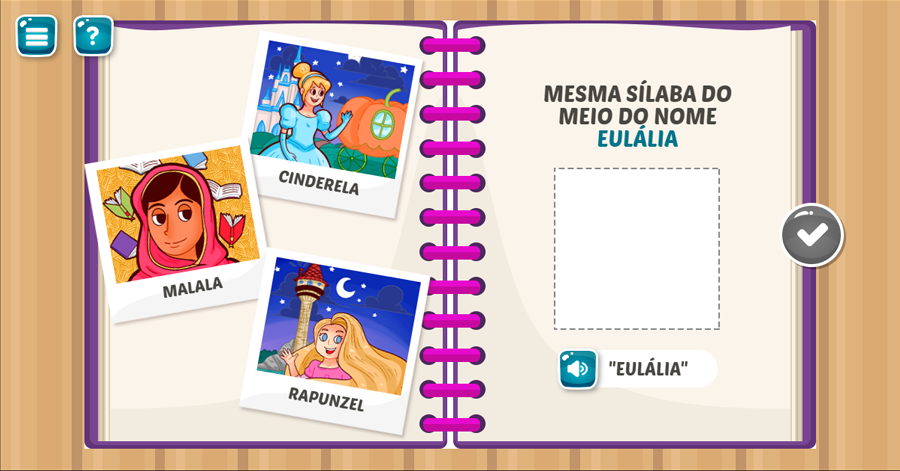 ?
CINDERELA
MALALA
RAPUNZEL
MESMA SÍLABA DO
MEIO DO NOME
EULÁLIA
"EULÁLIA"